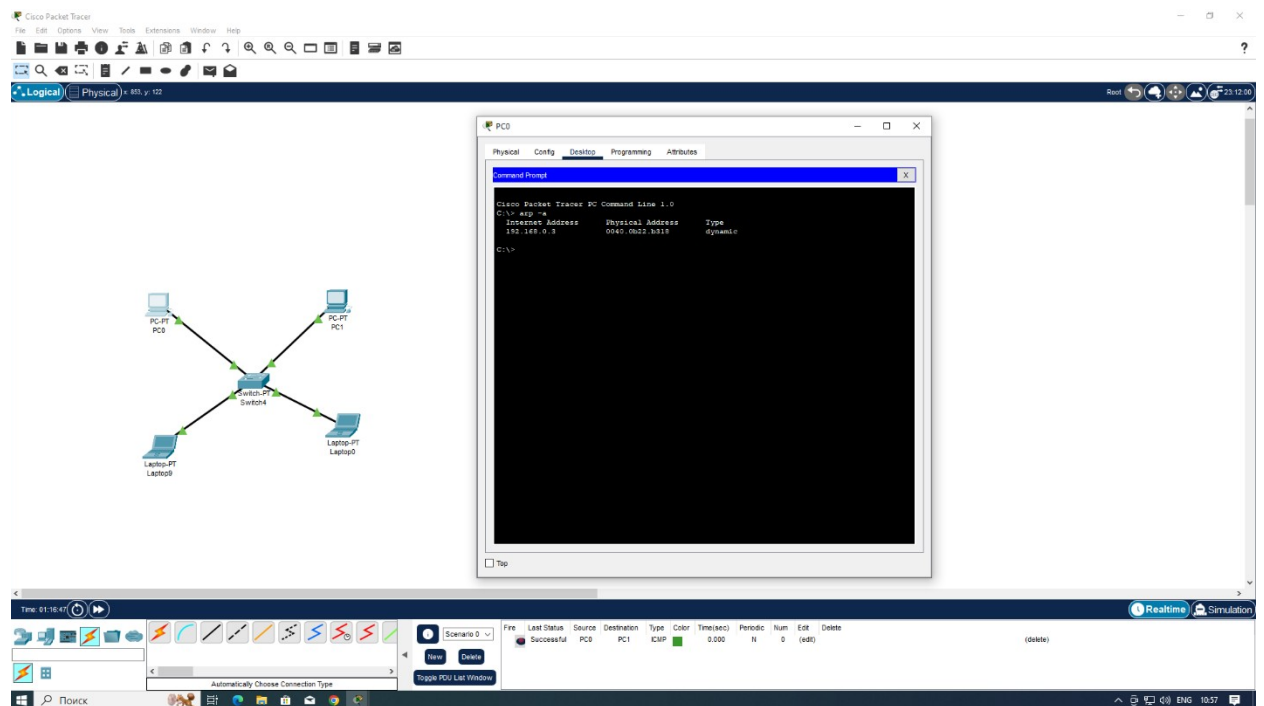 Cisco Packet Tracer
File Edit Options View Tools Extensions Window Help
?
Logical Physical x: 853, y: 122 Root 23:12:00
PC0
Physical Config Desktop Programming Attributes
Command Prompt X
Cisco Packet Tracer PC Command Line 1.0
C:\> arp -a
Internet Address Physical Address Type
192.168.0.3 0040.0b22.b318 dynamic
C:\>
Top
PC-PT
PC0
PC-PT
PC1
Switch-PT
Switch4
Laptop-PT
Laptop0
Laptop-PT
Laptop9
Time: 01:16:47 Realtime Simulation
Scenario 0
New Delete
Toggle PDU List Window
Fire Last Status Source Destination Type Color Time(sec) Periodic Num Edit Delete
Successful PC0 PC1 ICMP 0.000 N 0 (edit) (delete)
Automatically Choose Connection Type
Поиск ENG 10:57